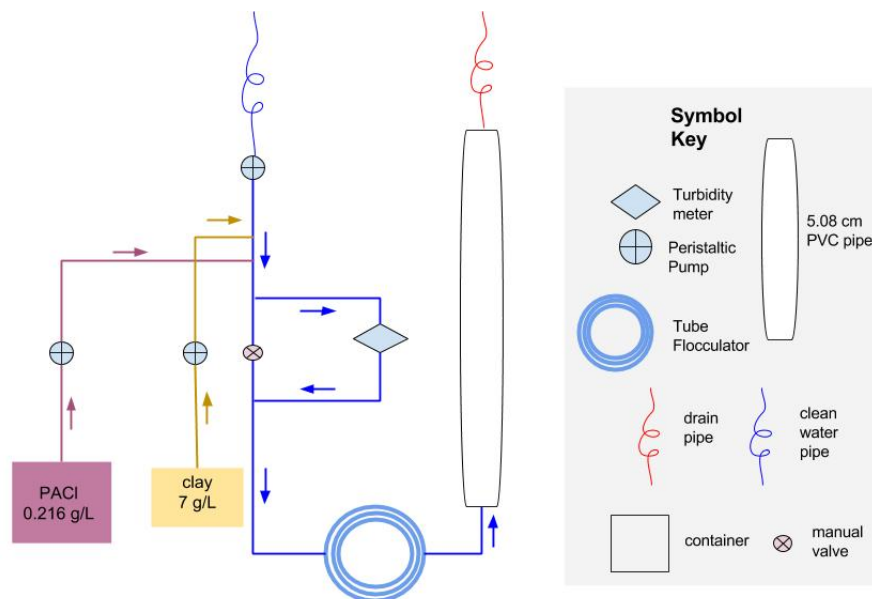 PACl
0.216 g/L
clay
7 g/L
Symbol
Key
Turbidity
meter
Peristaltic
Pump
5.08 cm
PVC pipe
Tube
Flocculator
drain
pipe
clean
water
pipe
container
manual
valve